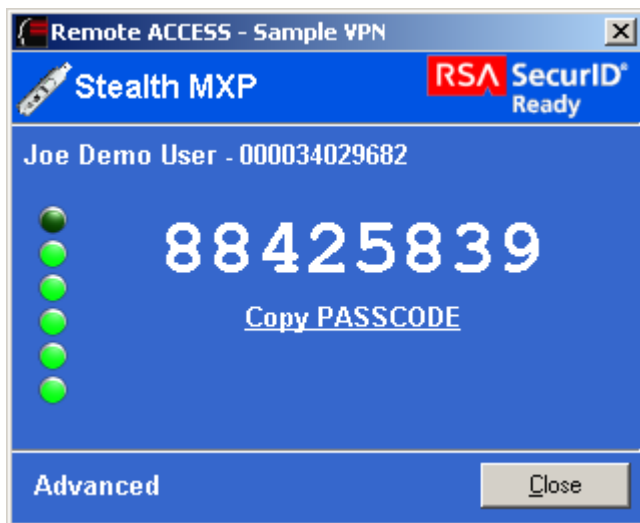 Remote ACCESS - Sample VPN
Stealth MXP
RSA SecurID®
Ready
Joe Demo User - 000034029682
88425839
Copy PASSCODE
Advanced
Close